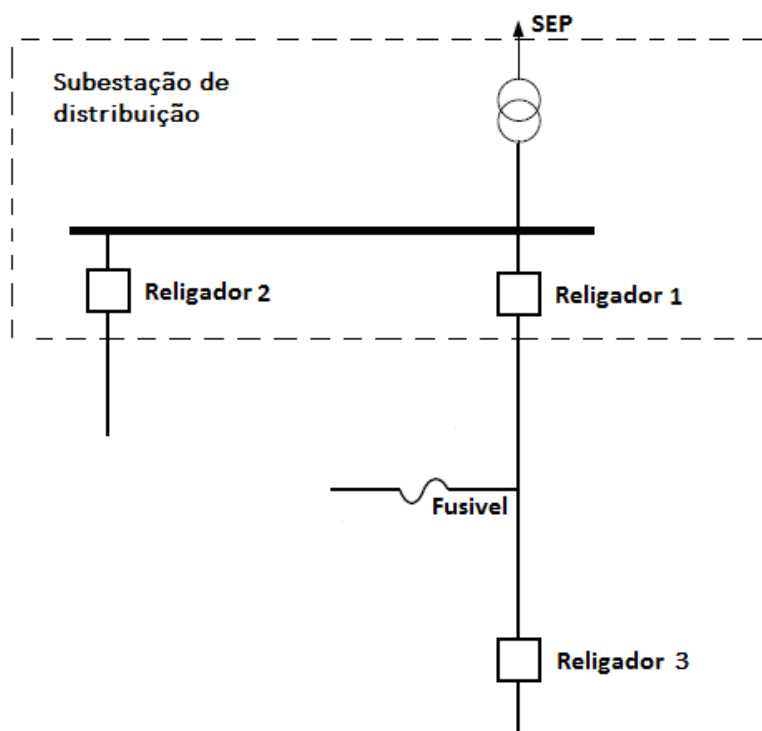 SEP
Subestação de
distribuição
Religador 2
Religador 1
Fusivel
Religador 3